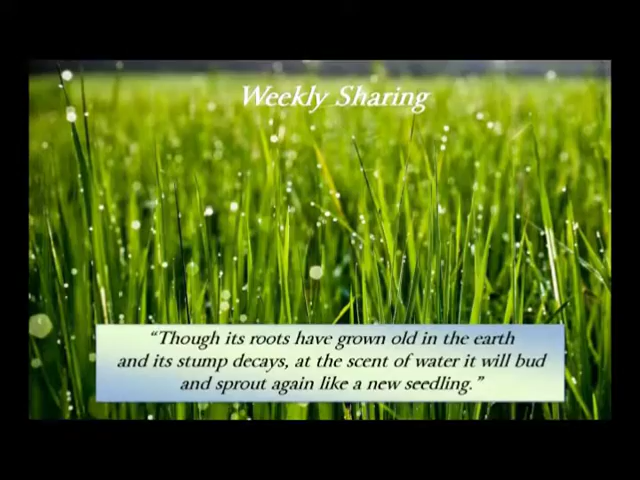 Weekly Sharing
“Though its roots have grown old in the earth
and its stump decays, at the scent of water it will bud
and sprout again like a new seedling.”